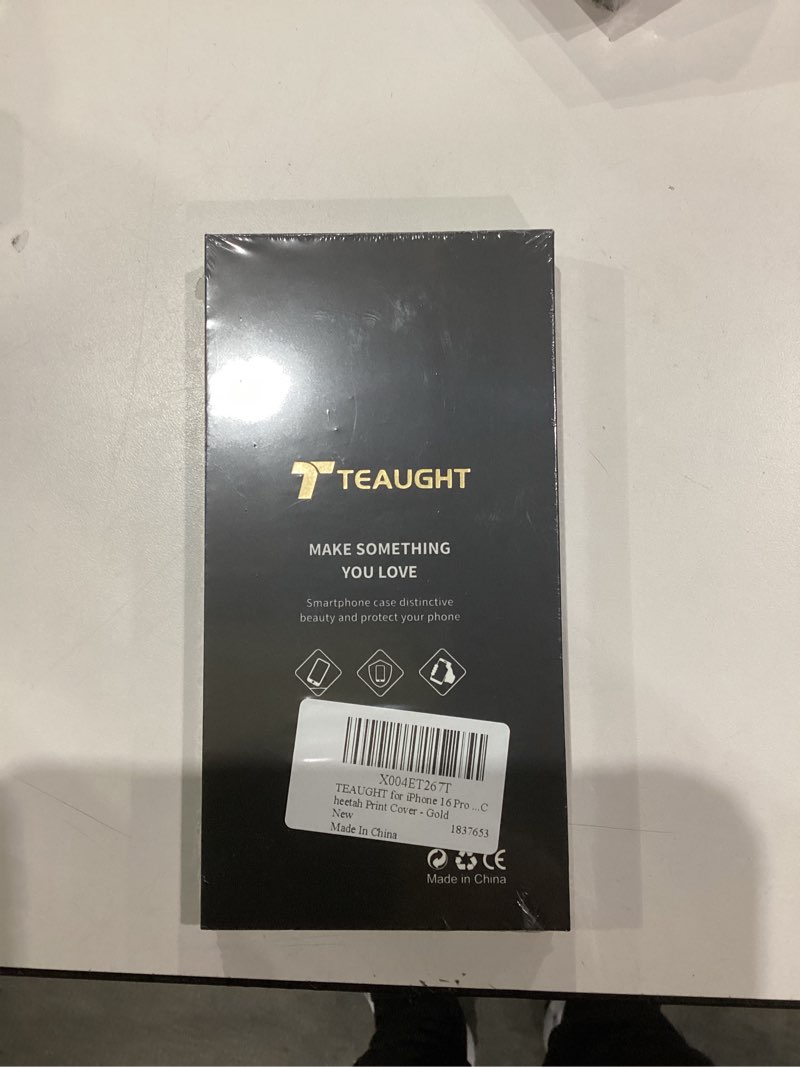 TEAUGHT
MAKE SOMETHING
YOU LOVE
Smartphone case distinctive
beauty and protect your phone
X004ET267T
TEAUGHT for iPhone 16 Pro ...C
heetah Print Cover - Gold
New
Made In China 1837653
CE
Made in China